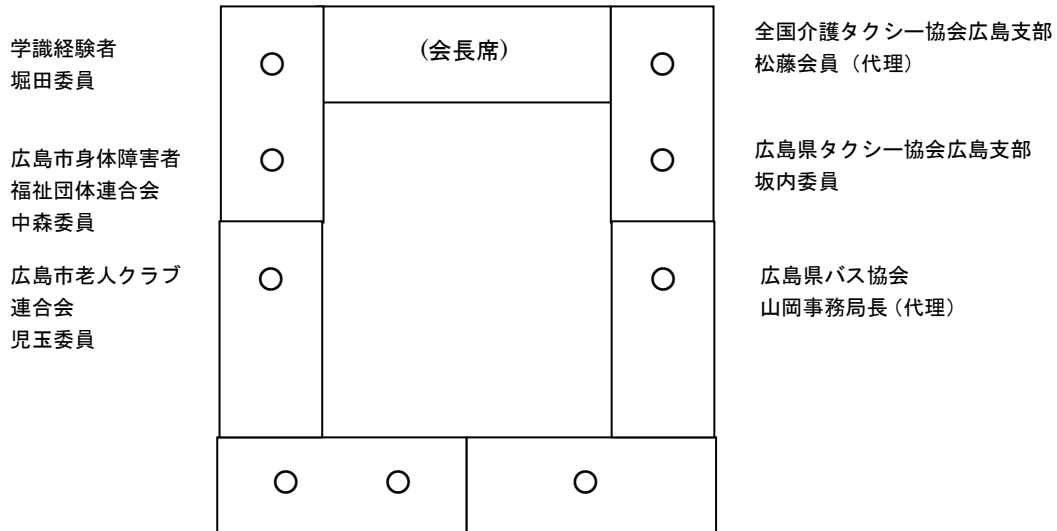 学識経験者
堀田委員
(会長席)
全国介護タクシー協会広島支部
松藤会員（代理）
広島市身体障害者
福祉団体連合会
中森委員
広島県タクシー協会広島支部
坂内委員
広島市老人クラブ
連合会
児玉委員
広島県バス協会
山岡事務局長（代理）